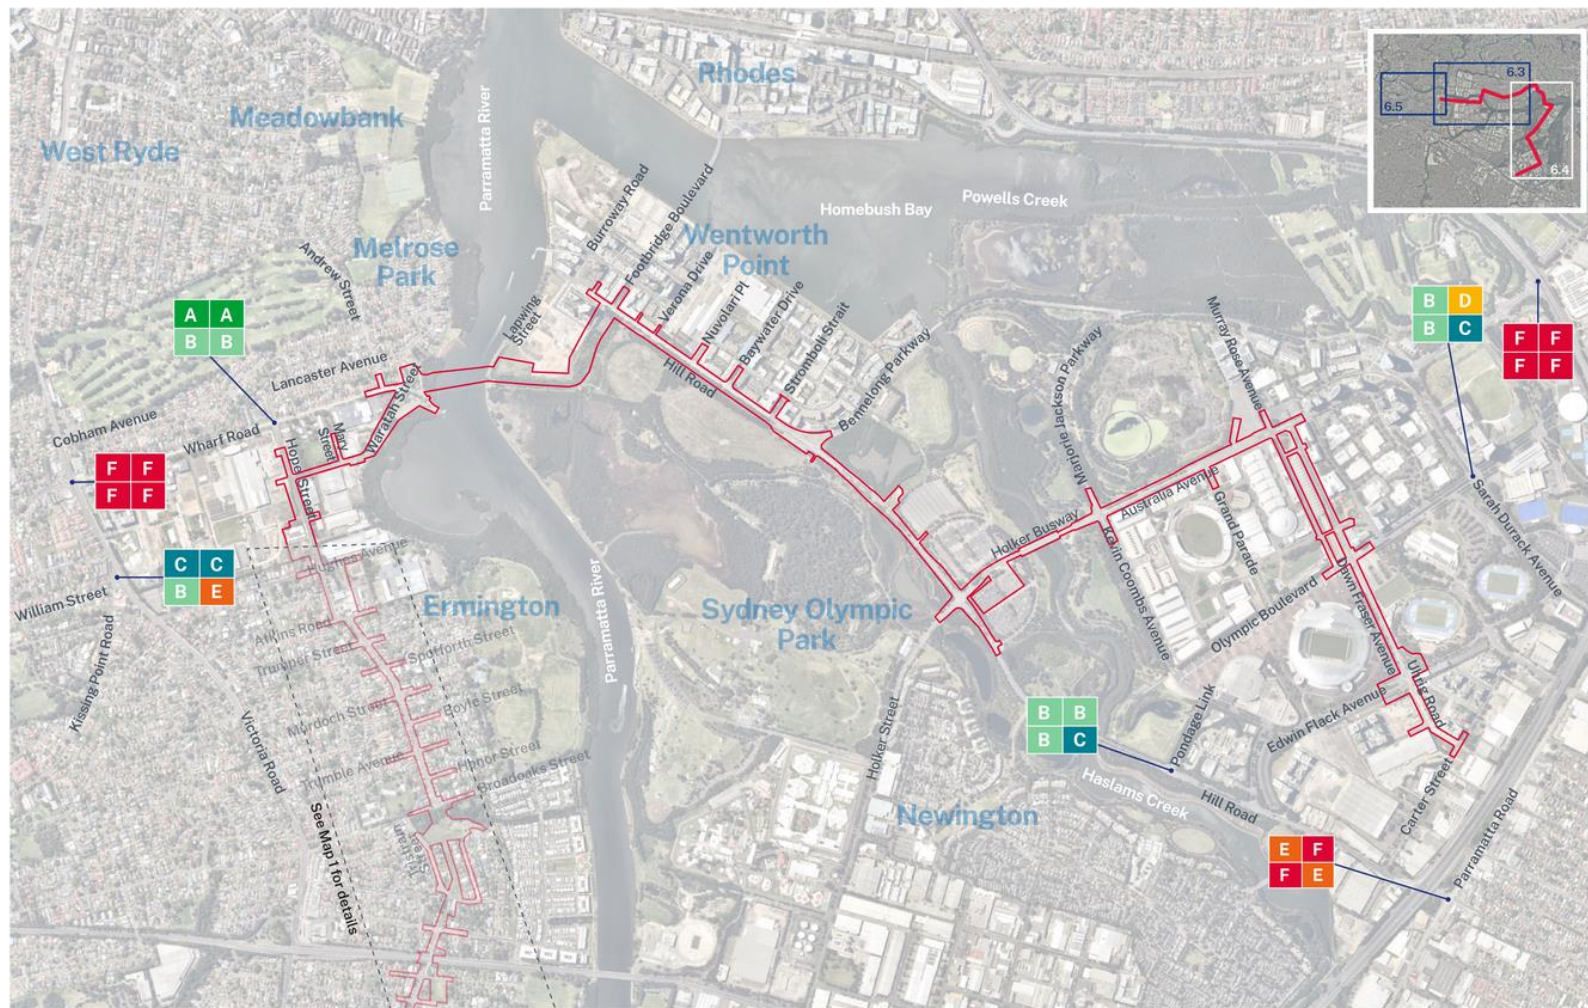 Rhodes
Meadowbank
West Ryde
Parramatta River
6.3
6.5
6.4
Powells Creek
Homebush Bay
Burroway Road
Footbridge Boulevard
Wentworth
Point
Melrose
Park
Andrew Street
Verona Drive
Nuvolari Pl
Baywater Drive
Stromboli Strait
Bennelong Parkway
Lapwing
Street
Hill Road
Lancaster Avenue
Waratah Street
A A
B B
Cobham Avenue
Wharf Road
Mary
Street
Hope Street
F F
F F
Marjorie Jackson Parkway
Murray Rose Avenue
B D
B C
F F
F F
Australia Avenue
Holker Busway
Grand Parade
Kevin Coombs Avenue
Sarah Durack Avenue
Dawn Fraser Avenue
Olympic Boulevard
Hughes Avenue
C C
B E
William Street
Kissing Point Road
Ermington
Parramatta River
Sydney Olympic
Park
Atkins Road
Trumper Street
Spofforth Street
Boyle Street
Murdoch Street
Honor Street
Trumble Avenue
Broadoaks Street
Victoria Road
See Map 1 for details
Street
Holker Street
B B
B C
Pondage Link
Edwin Flack Avenue
Uhrig Road
Haslams Creek
Hill Road
Newington
Carter Street
Parramatta Road
E F
F E